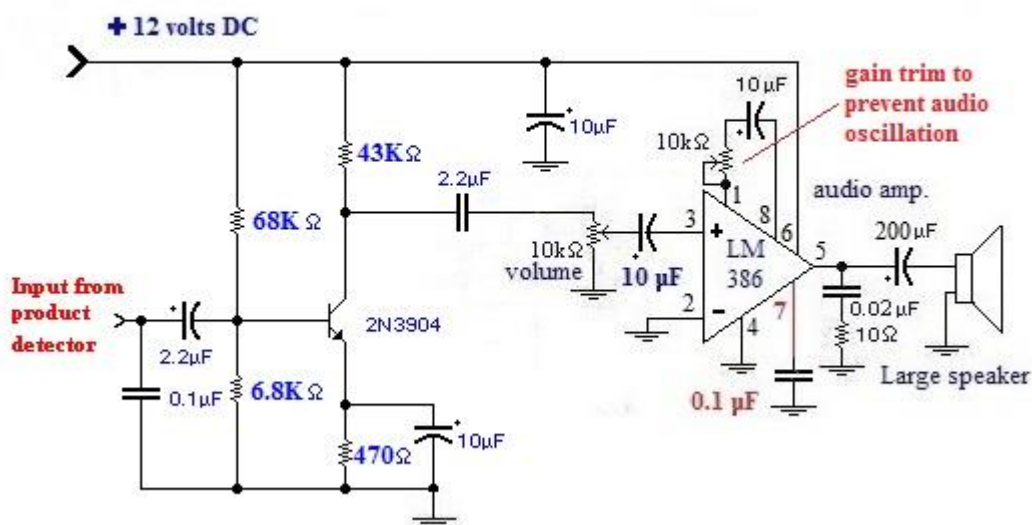 + 12 volts DC
gain trim to
prevent audio
oscillation
10 µF
10kΩ
+
10µF
+
43KΩ
2.2µF
audio amp.
1
8
6
68K Ω
3
+
LM
386
5
200µF
+
10kΩ
volume
+
10 µF
Input from
product
detector
+
2.2µF
2N3904
2
-
4
7
0.02µF
10Ω
Large speaker
0.1µF
6.8K Ω
0.1 µF
+
10µF
470Ω